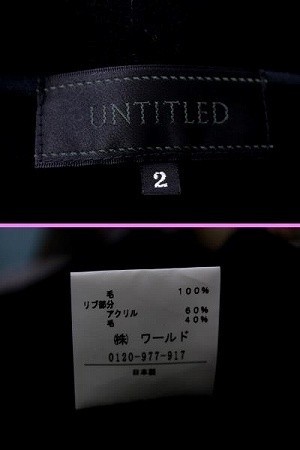 UNTITLED
2
毛 100%
リブ部分
アクリル 60%
毛 40%
㈱ ワールド
0120-977-917
日本製